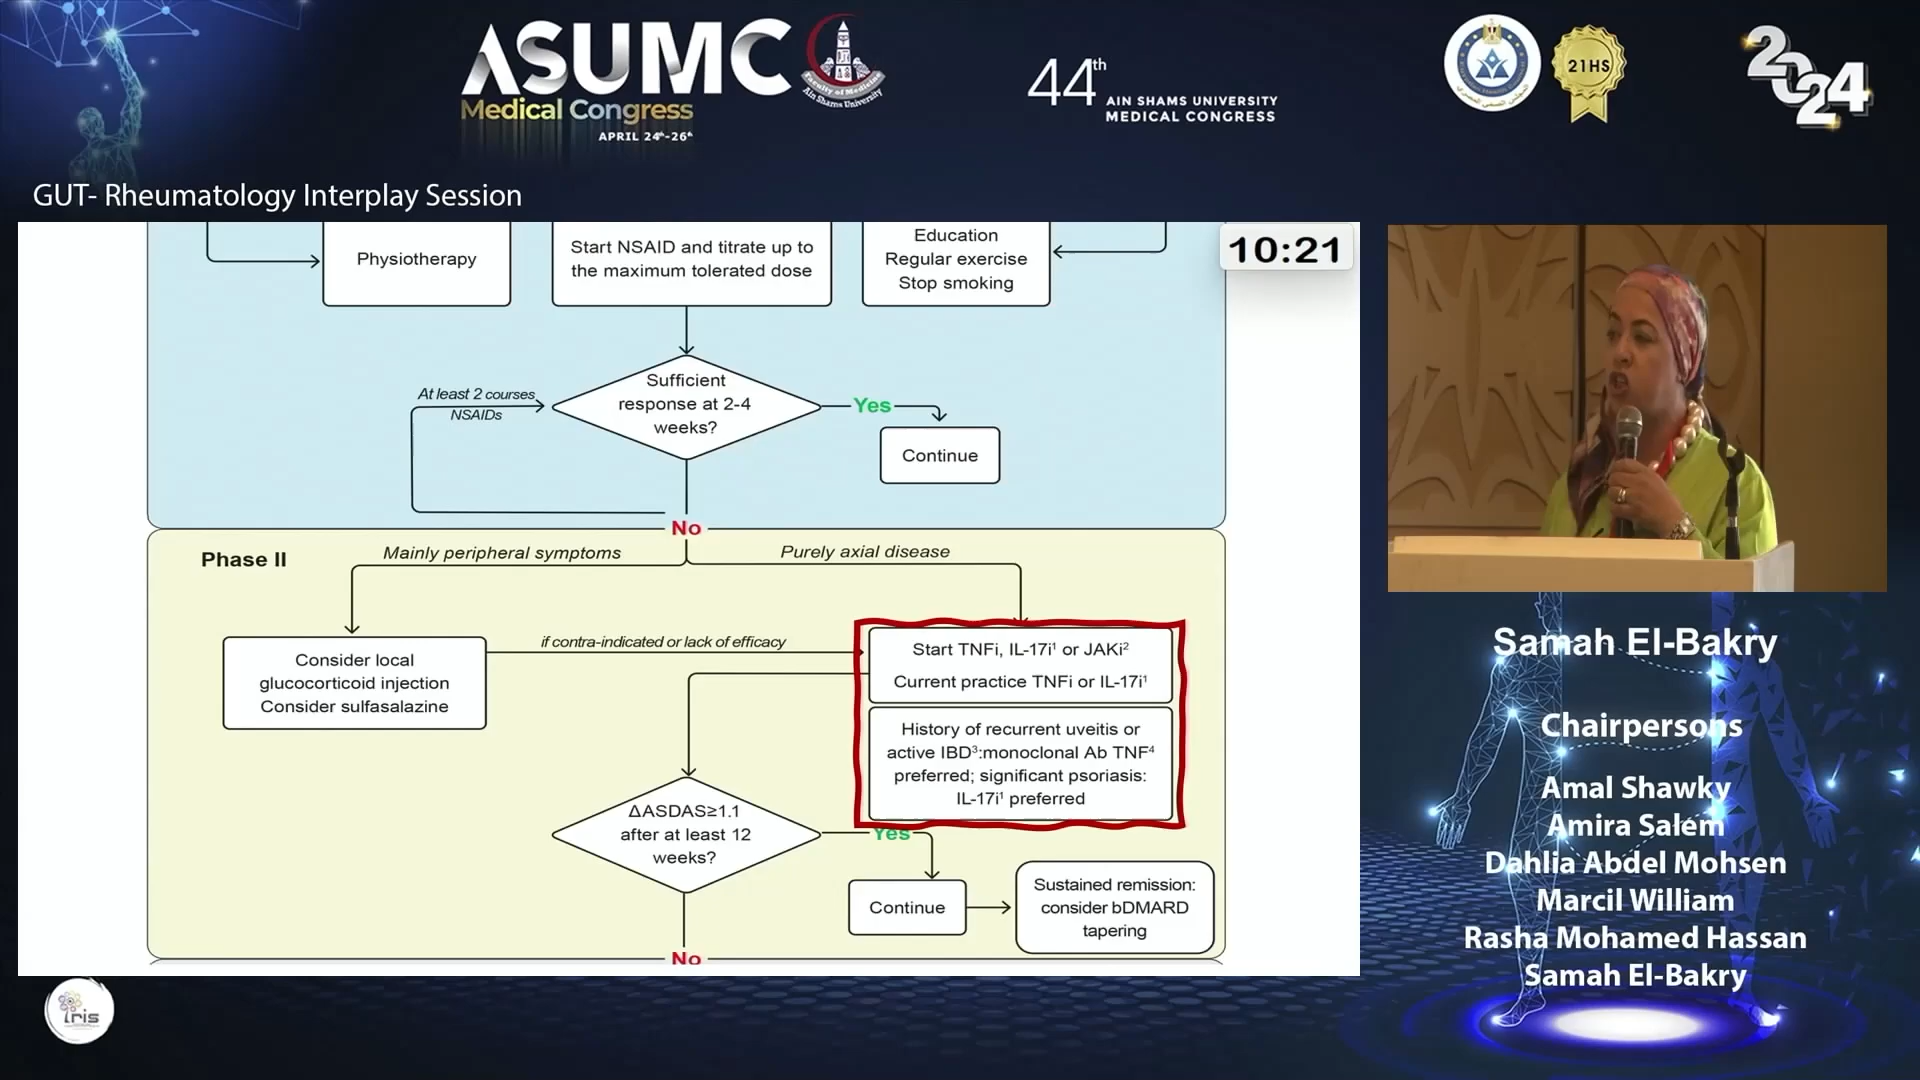 ASUMC
Medical Congress
APRIL 24th-26th
Faculty of Medicine
Ain Shams University
44th
AIN SHAMS UNIVERSITY
MEDICAL CONGRESS
21HS
2024
GUT- Rheumatology Interplay Session
10:21
Physiotherapy
Start NSAID and titrate up to
the maximum tolerated dose
Education
Regular exercise
Stop smoking
At least 2 courses
NSAIDs
Sufficient
response at 2-4
weeks?
Yes
Continue
No
Phase II
Mainly peripheral symptoms
Purely axial disease
Consider local
glucocorticoid injection
Consider sulfasalazine
if contra-indicated or lack of efficacy
Start TNFi, IL-17i¹ or JAKi²
Current practice TNFi or IL-17i¹
History of recurrent uveitis or
active IBD³:monoclonal Ab TNF⁴
preferred; significant psoriasis:
IL-17i¹ preferred
ΔASDAS≥1.1
after at least 12
weeks?
Yes
Continue
Sustained remission:
consider bDMARD
tapering
No
Samah El-Bakry
Chairpersons
Amal Shawky
Amira Salem
Dahlia Abdel Mohsen
Marcil William
Rasha Mohamed Hassan
Samah El-Bakry
iris